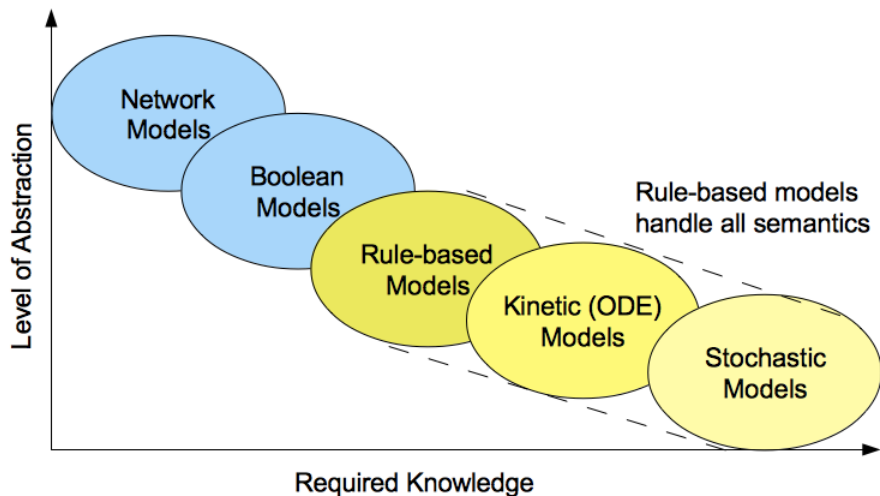 Network
Models
Boolean
Models
Rule-based models
handle all semantics
Rule-based
Models
Kinetic (ODE)
Models
Stochastic
Models
Level of Abstraction
Required Knowledge